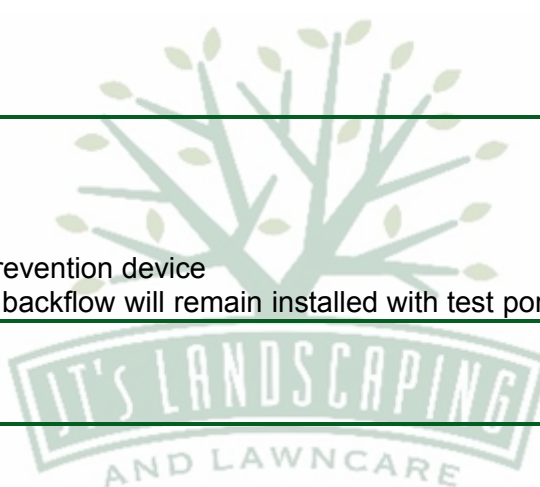 revention device
backflow will remain installed with test por
JT's LANDSCAPING
AND LAWNCARE